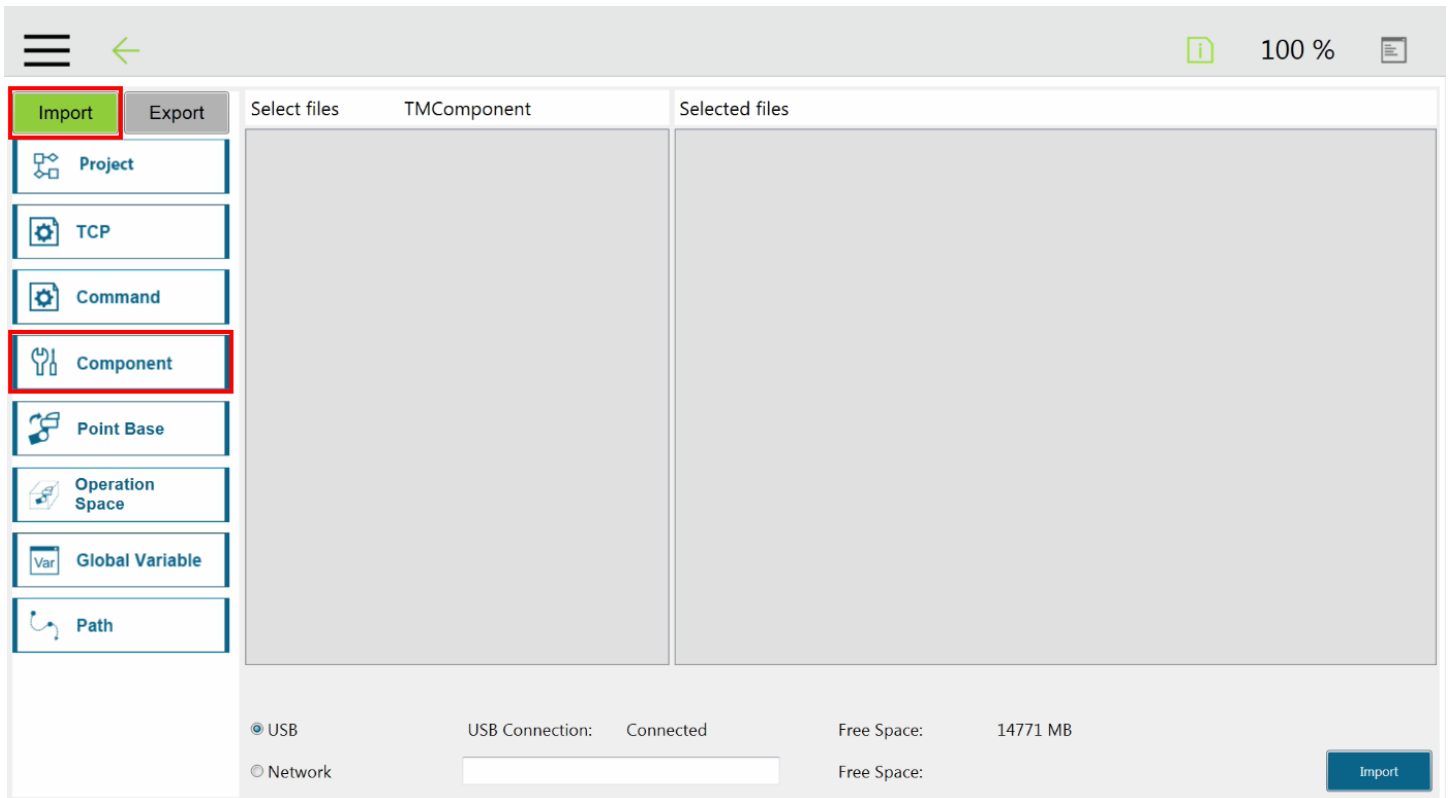 100 %
Import Export Select files TMComponent Selected files
Project
TCP
Command
Component
Point Base
Operation
Space
Var Global Variable
Path
USB USB Connection: Connected Free Space: 14771 MB
Network Free Space:
Import